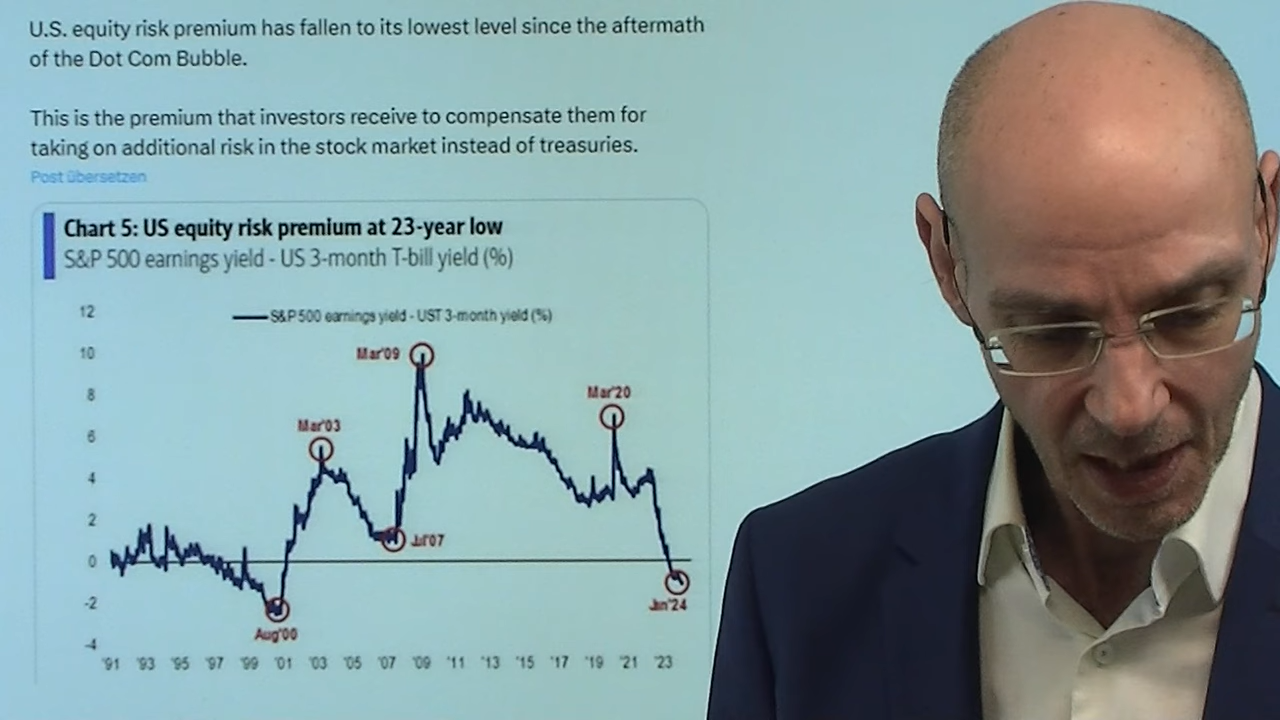 U.S. equity risk premium has fallen to its lowest level since the aftermath
of the Dot Com Bubble.
This is the premium that investors receive to compensate them for
taking on additional risk in the stock market instead of treasuries.
Post übersetzen
Chart 5: US equity risk premium at 23-year low
S&P 500 earnings yield - US 3-month T-bill yield (%)
S&P 500 earnings yield - UST 3-month yield (%)
12
10
8
6
4
2
0
-2
-4
Mar'03
Mar'09
Mar'20
Jul'07
Aug'00
Jan'24
'91 '93 '95 '97 '99 '01 '03 '05 '07 '09 '11 '13 '15 '17 '19 '21 '23